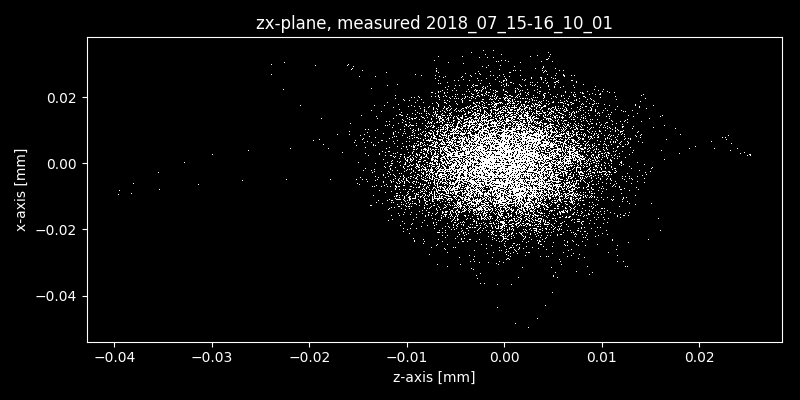 zx-plane, measured 2018_07_15-16_10_01
0.02
0.00
−0.02
−0.04
x-axis [mm]
−0.04 −0.03 −0.02 −0.01 0.00 0.01 0.02
z-axis [mm]